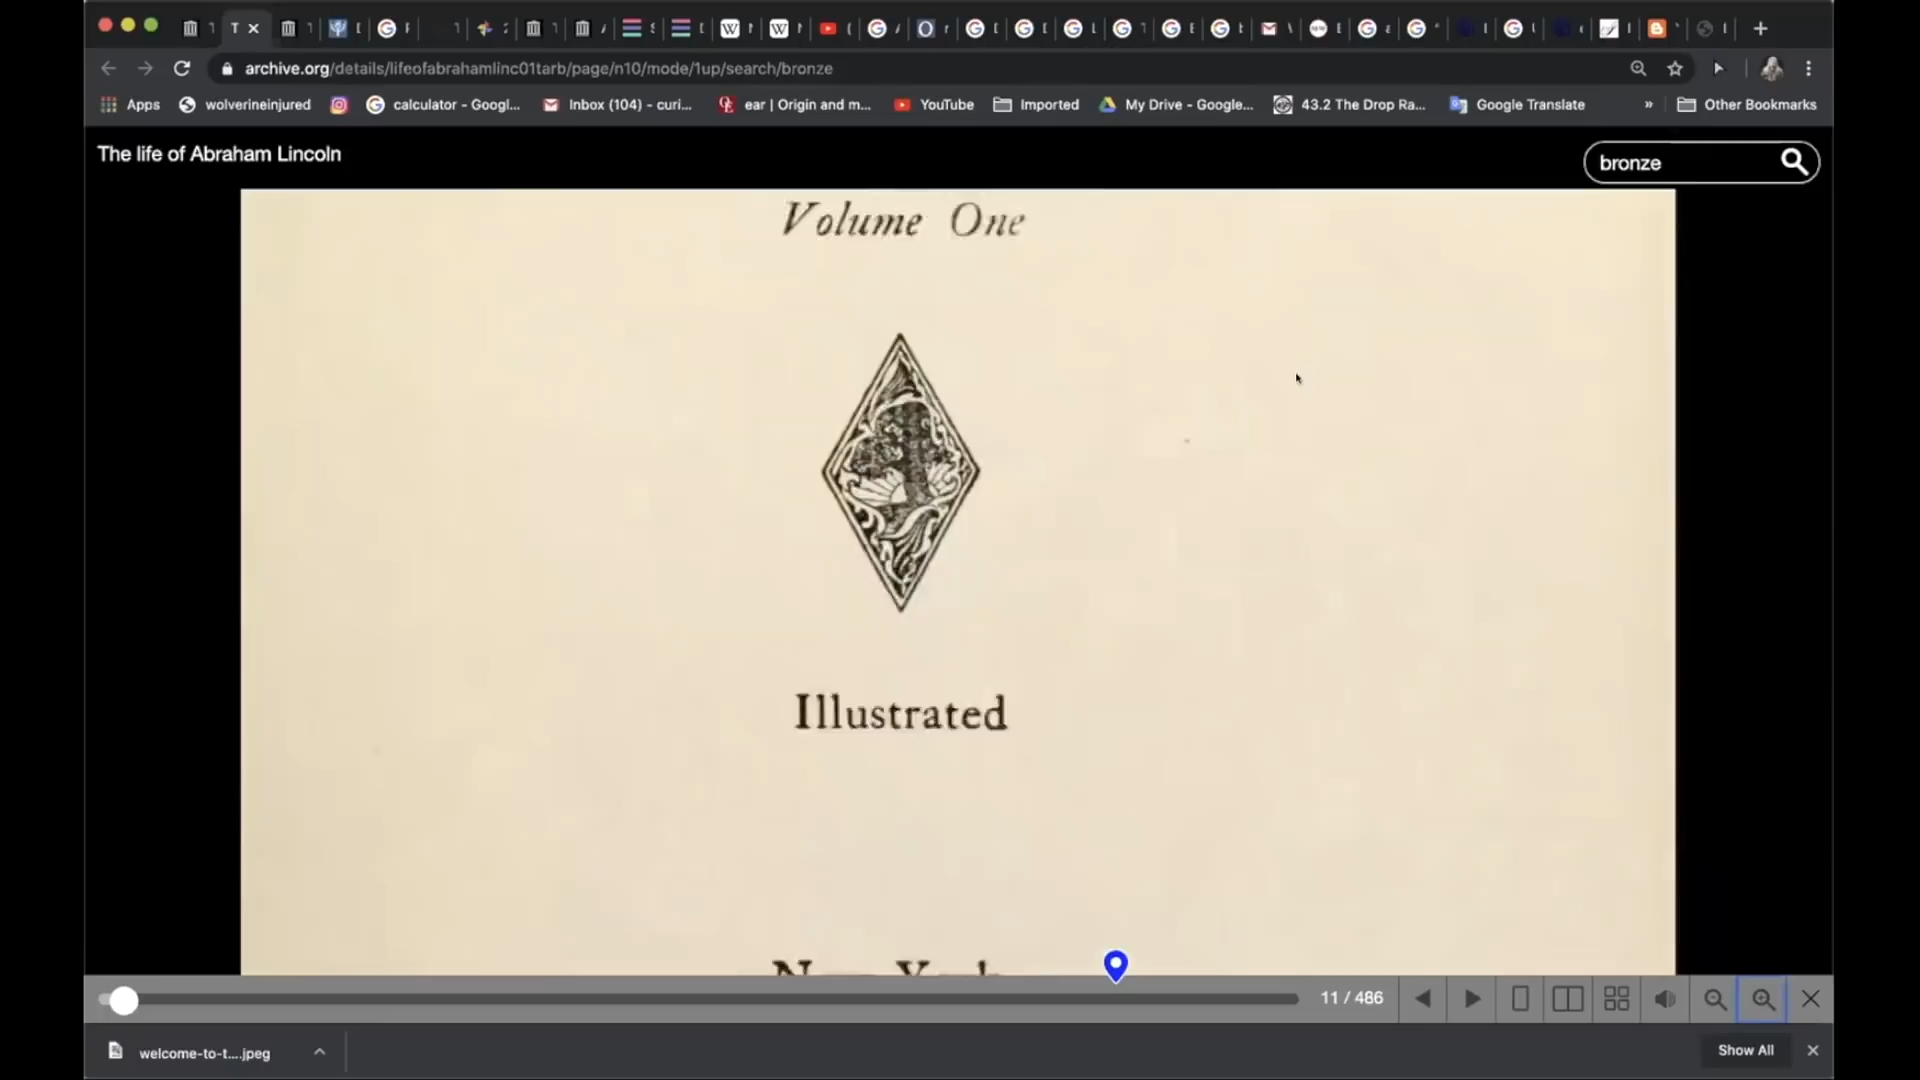 T
archive.org/details/lifeofabrahamlinc01tarb/page/n10/mode/1up/search/bronze
Apps wolverineinjured calculator - Googl... Inbox (104) - curi... ear | Origin and m... YouTube Imported My Drive - Google... 43.2 The Drop Ra... Google Translate » Other Bookmarks
The life of Abraham Lincoln
bronze
Volume One
Illustrated
11 / 486
welcome-to-t....jpeg
Show All